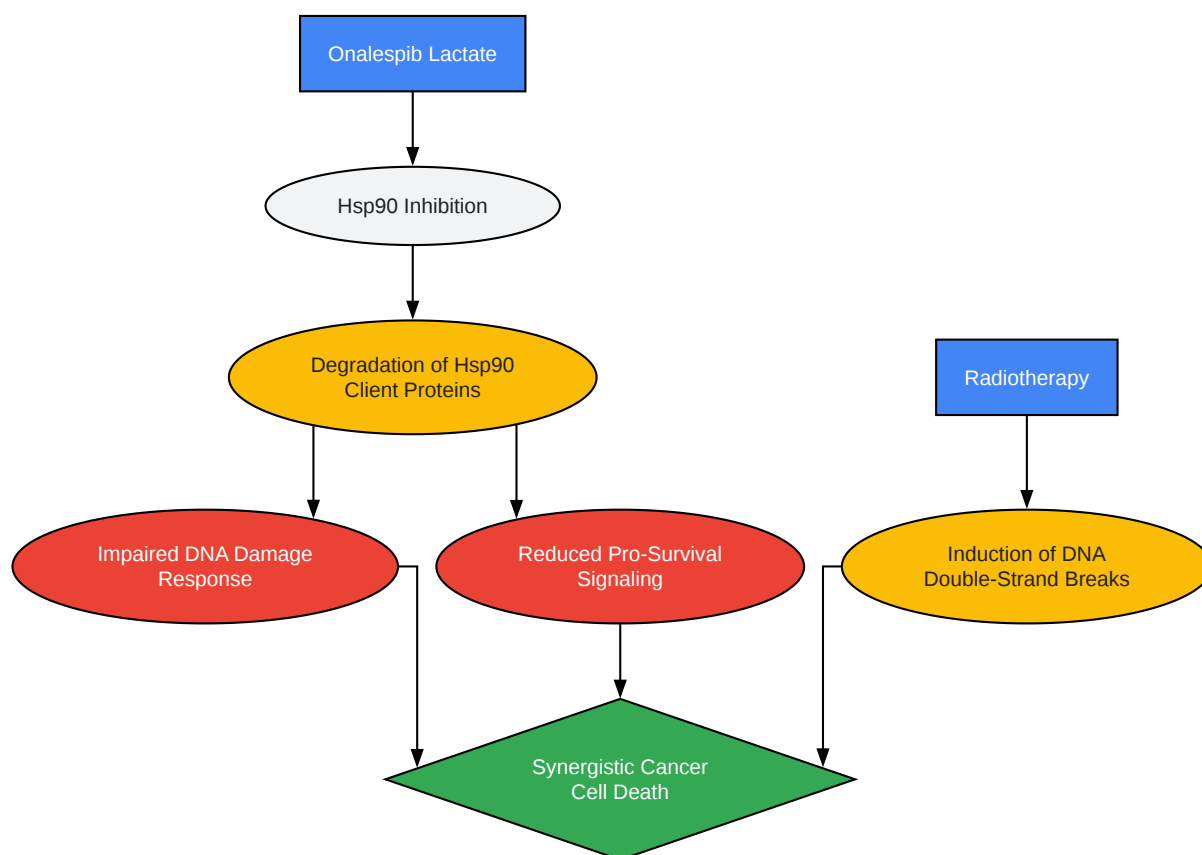 Onalespib Lactate
Hsp90 Inhibition
Degradation of Hsp90
Client Proteins
Radiotherapy
Impaired DNA Damage
Response
Reduced Pro-Survival
Signaling
Induction of DNA
Double-Strand Breaks
Synergistic Cancer
Cell Death